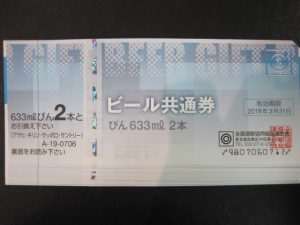 GIFT BEER GIFT
633mlびん2本と
お引換え下さい
(アサヒ・キリン・サッポロ・サントリー)
A-19-0706
裏面をお読み下さい
ビール共通券
びん633ml 2本
有効期限
2018年3月31日